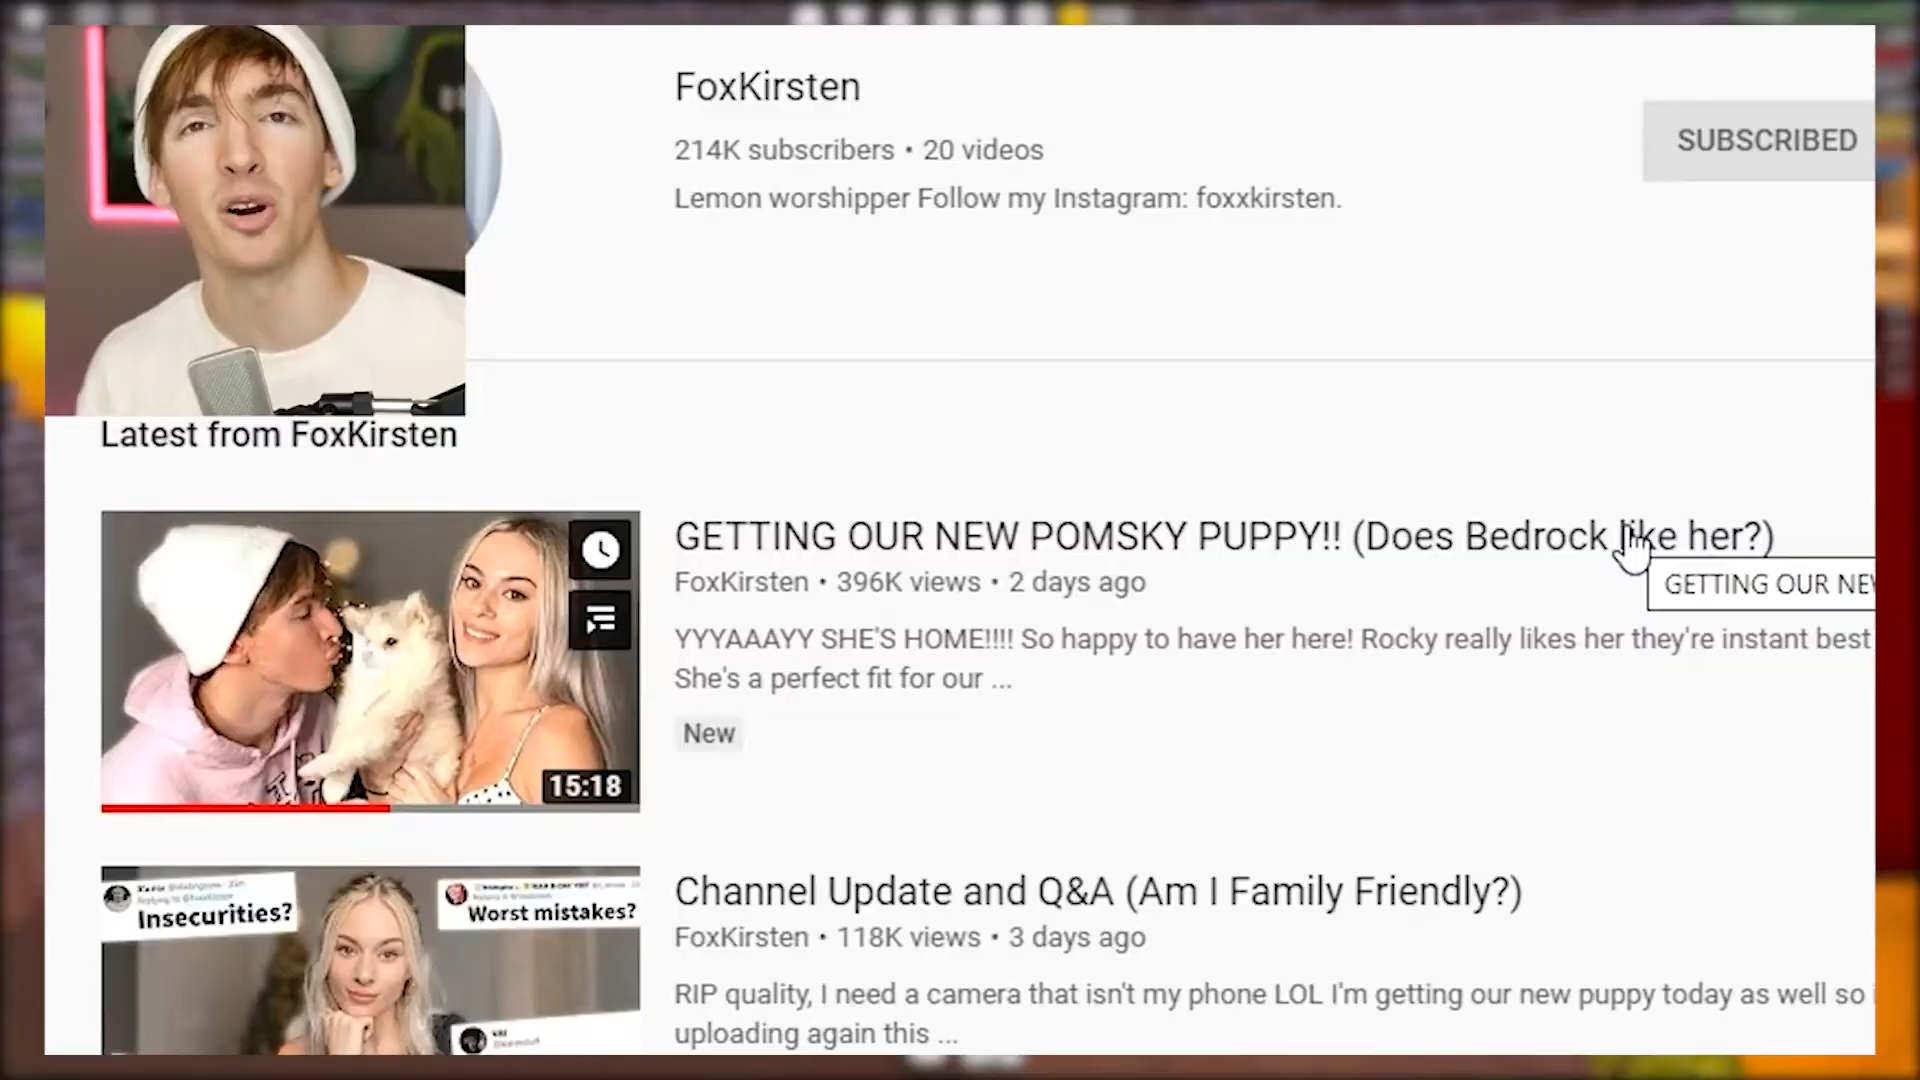 FoxKirsten
214K subscribers • 20 videos
SUBSCRIBED
Lemon worshipper Follow my Instagram: foxxkirsten.
Latest from FoxKirsten
GETTING OUR NEW POMSKY PUPPY!! (Does Bedrock like her?)
FoxKirsten • 396K views • 2 days ago
GETTING OUR NEW
YYYAAAYY SHE'S HOME!!!! So happy to have her here! Rocky really likes her they're instant best
She's a perfect fit for our ...
New
15:18
Insecurities?
Worst mistakes?
Channel Update and Q&A (Am I Family Friendly?)
FoxKirsten • 118K views • 3 days ago
RIP quality, I need a camera that isn't my phone LOL I'm getting our new puppy today as well so
uploading again this ...